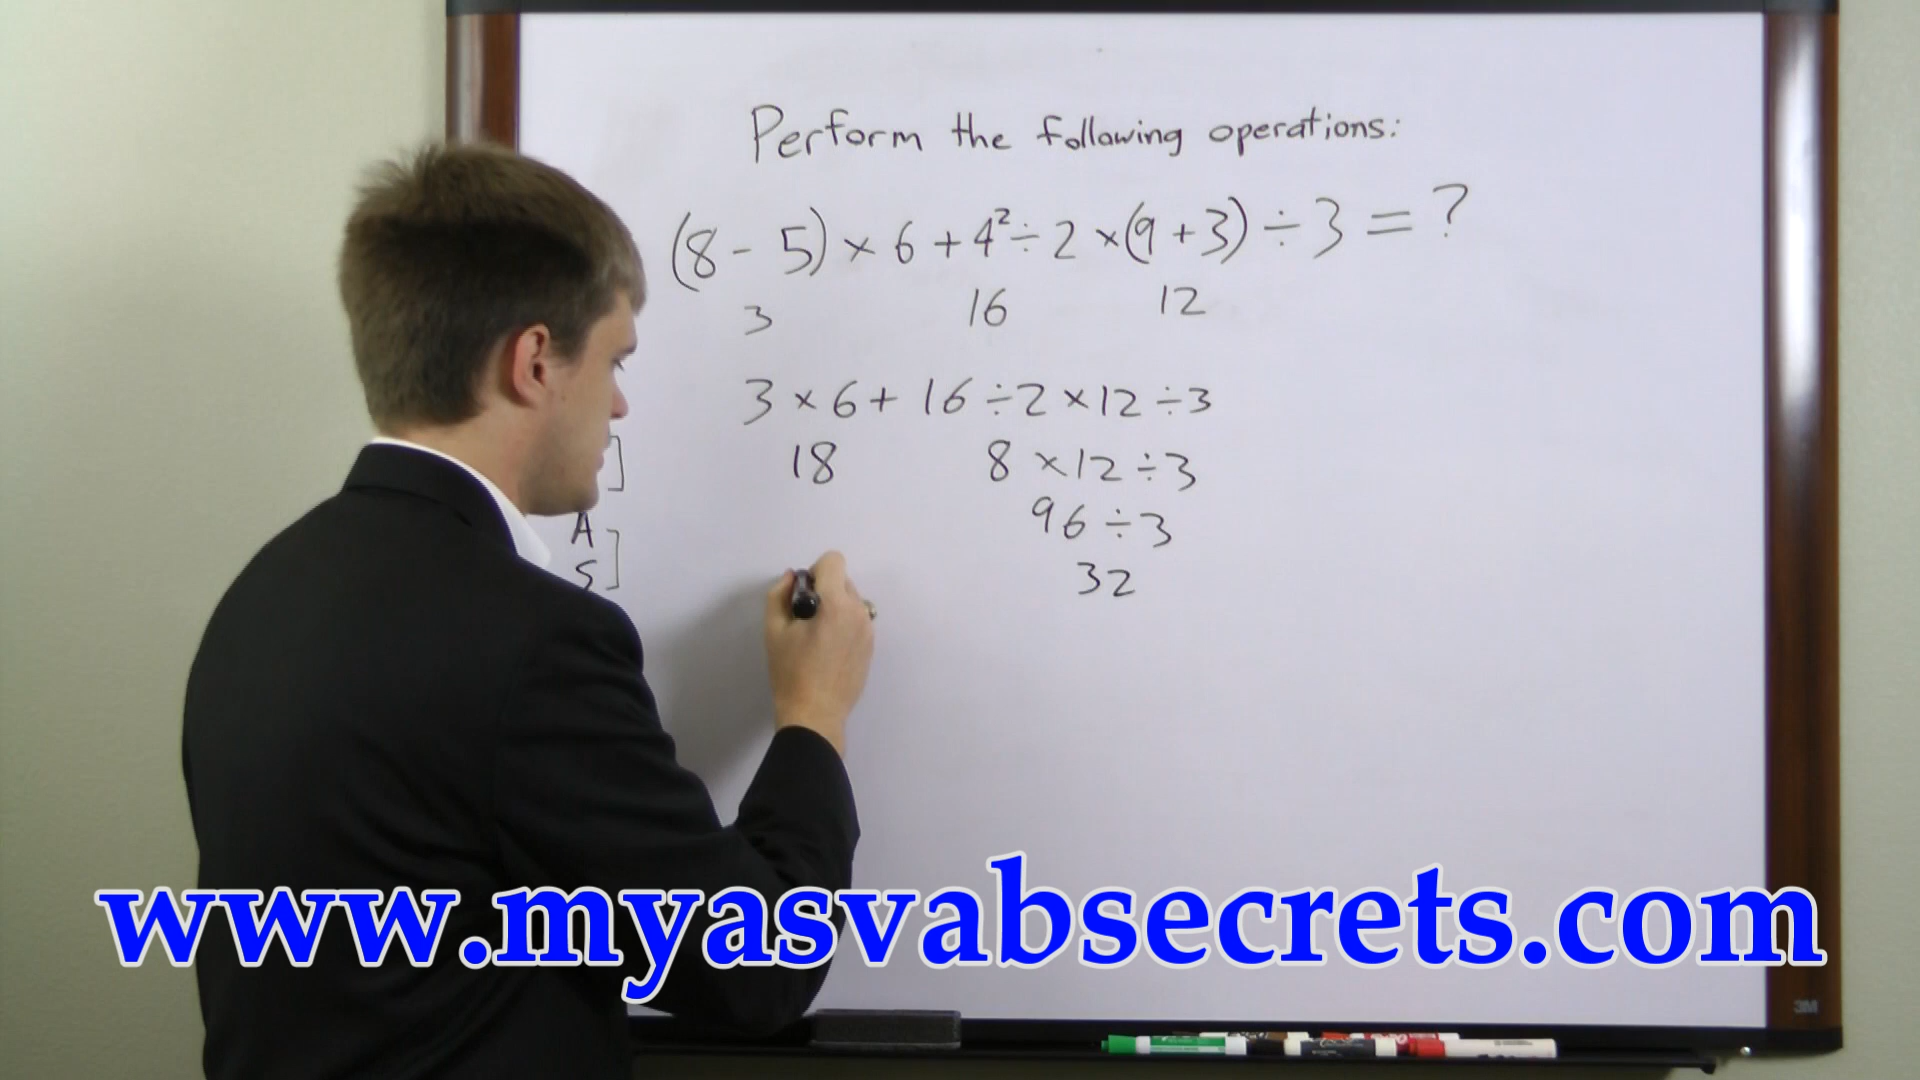 Perform the following operations:
(8 - 5) × 6 + 4² ÷ 2 × (9 + 3) ÷ 3 = ?
3 16 12
3 × 6 + 16 ÷ 2 × 12 ÷ 3
]
18 8 × 12 ÷ 3
96 ÷ 3
A ]
S
32
www.myasvabsecrets.com
3M